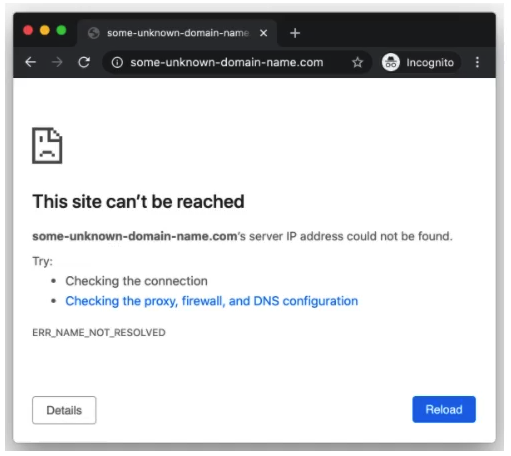 some-unknown-domain-name
some-unknown-domain-name.com
Incognito
This site can’t be reached
some-unknown-domain-name.com’s server IP address could not be found.
Try:
• Checking the connection
• Checking the proxy, firewall, and DNS configuration
ERR_NAME_NOT_RESOLVED
Details
Reload